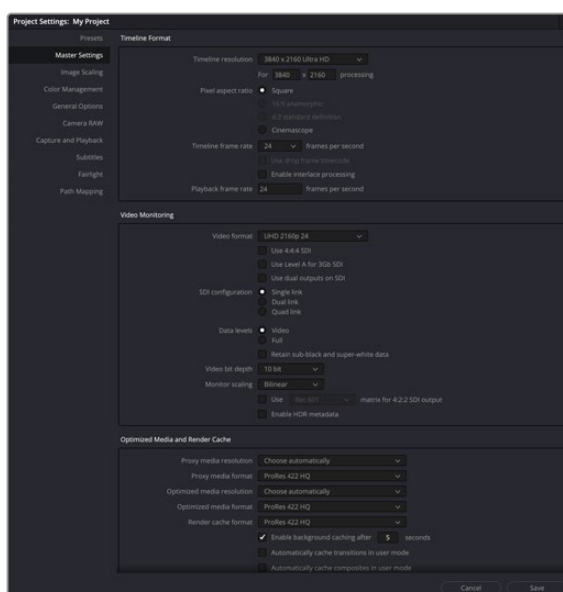 Project Settings: My Project
Presets
Master Settings
Image Scaling
Color Management
General Options
Camera RAW
Capture and Playback
Subtitles
Fairlight
Path Mapping
Timeline Format
Timeline resolution 3840 x 2160 Ultra HD
For 3840 x 2160 processing
Pixel aspect ratio Square
16:9 anamorphic
4:3 standard definition
Cinemascope
Timeline frame rate 24 frames per second
Use drop frame timecode
Enable interlace processing
Playback frame rate 24 frames per second
Video Monitoring
Video format UHD 2160p 24
Use 4:4:4 SDI
Use Level A for 3Gb SDI
Use dual outputs on SDI
SDI configuration Single link
Dual link
Quad link
Data levels Video
Full
Retain sub-black and super-white data
Video bit depth 10 bit
Monitor scaling Bilinear
Use Rec.601 matrix for 4:2:2 SDI output
Enable HDR metadata
Optimized Media and Render Cache
Proxy media resolution Choose automatically
Proxy media format ProRes 422 HQ
Optimized media resolution Choose automatically
Optimized media format ProRes 422 HQ
Render cache format ProRes 422 HQ
Enable background caching after 5 seconds
Automatically cache transitions in user mode
Automatically cache composites in user mode
Cancel Save